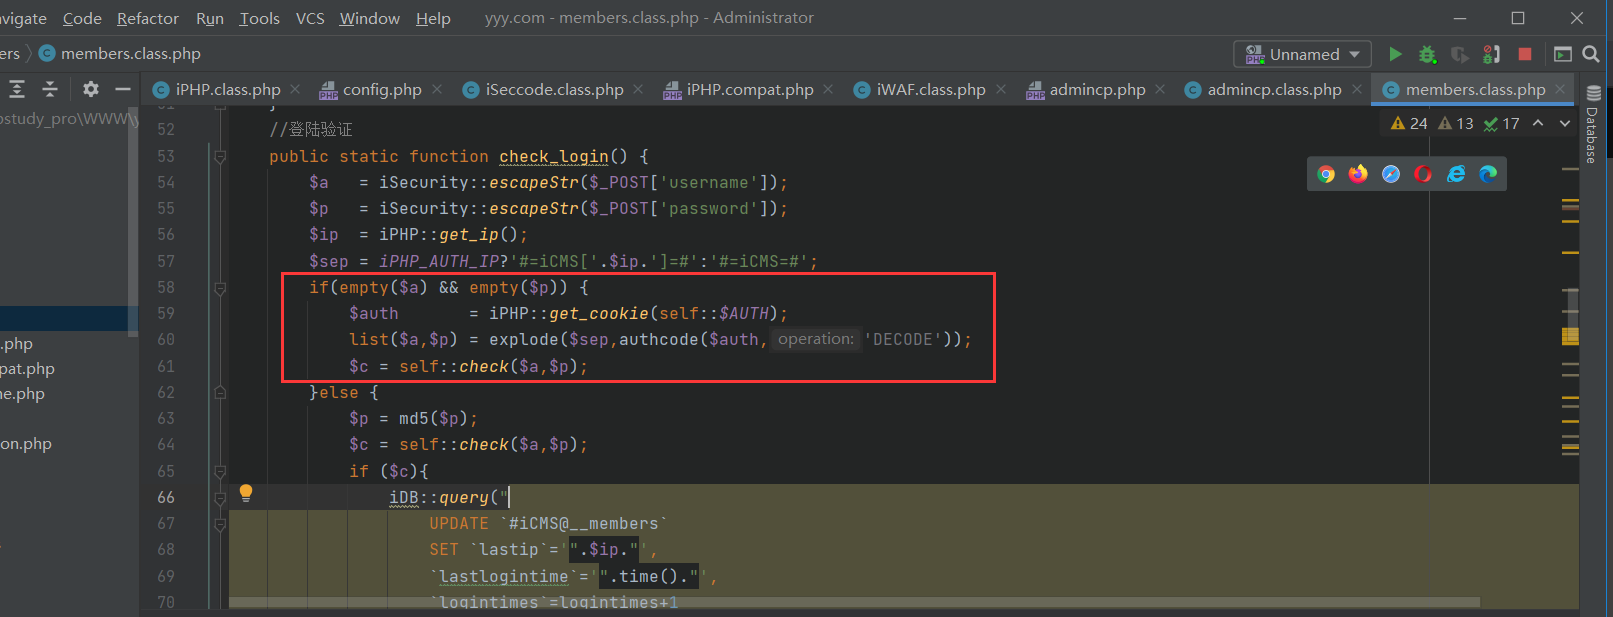 avigate Code Refactor Run Tools VCS Window Help yyy.com - members.class.php - Administrator
ers members.class.php Unnamed
iPHP.class.php config.php iSeccode.class.php iPHP.compat.php iWAF.class.php admincp.php admincp.class.php members.class.php
ostudy_pro\WWW\y
24 13 17
Database
52 //登陆验证
53 public static function check_login() {
54 $a = iSecurity::escapeStr($_POST['username']);
55 $p = iSecurity::escapeStr($_POST['password']);
56 $ip = iPHP::get_ip();
57 $sep = iPHP_AUTH_IP?'#=iCMS['.$ip.']=#':'#=iCMS=#';
58 if(empty($a) && empty($p)) {
59 $auth = iPHP::get_cookie(self::$AUTH);
60 list($a,$p) = explode($sep,authcode($auth, operation: 'DECODE'));
61 $c = self::check($a,$p);
62 }else {
63 $p = md5($p);
64 $c = self::check($a,$p);
65 if ($c){
66 iDB::query("
67 UPDATE `#iCMS@__members`
68 SET `lastip`='".$ip."',
69 `lastlogintime`='".time()."',
70 `logintimes`=logintimes+1
.php
pat.php
ne.php
on.php